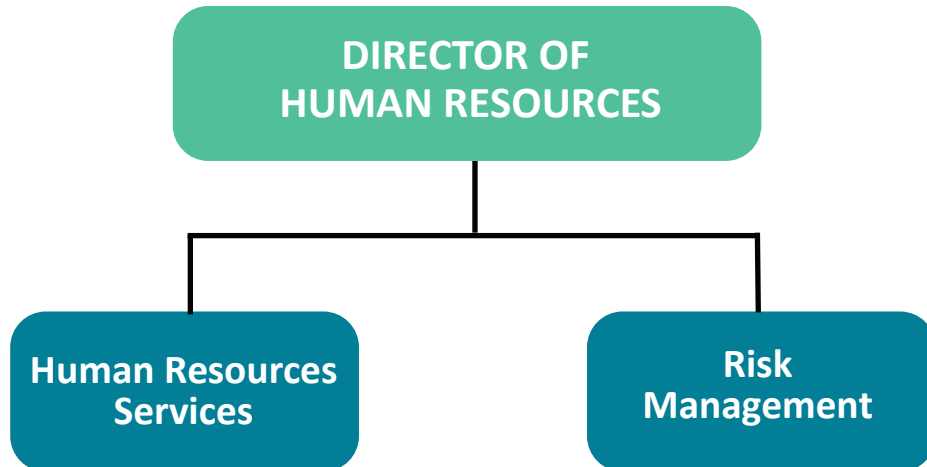 DIRECTOR OF
HUMAN RESOURCES
Human Resources
Services
Risk
Management